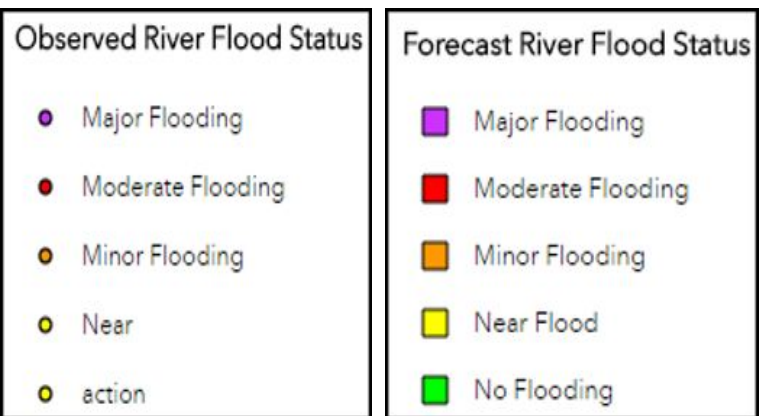 Observed River Flood Status
Major Flooding
Moderate Flooding
Minor Flooding
Near
action
Forecast River Flood Status
Major Flooding
Moderate Flooding
Minor Flooding
Near Flood
No Flooding